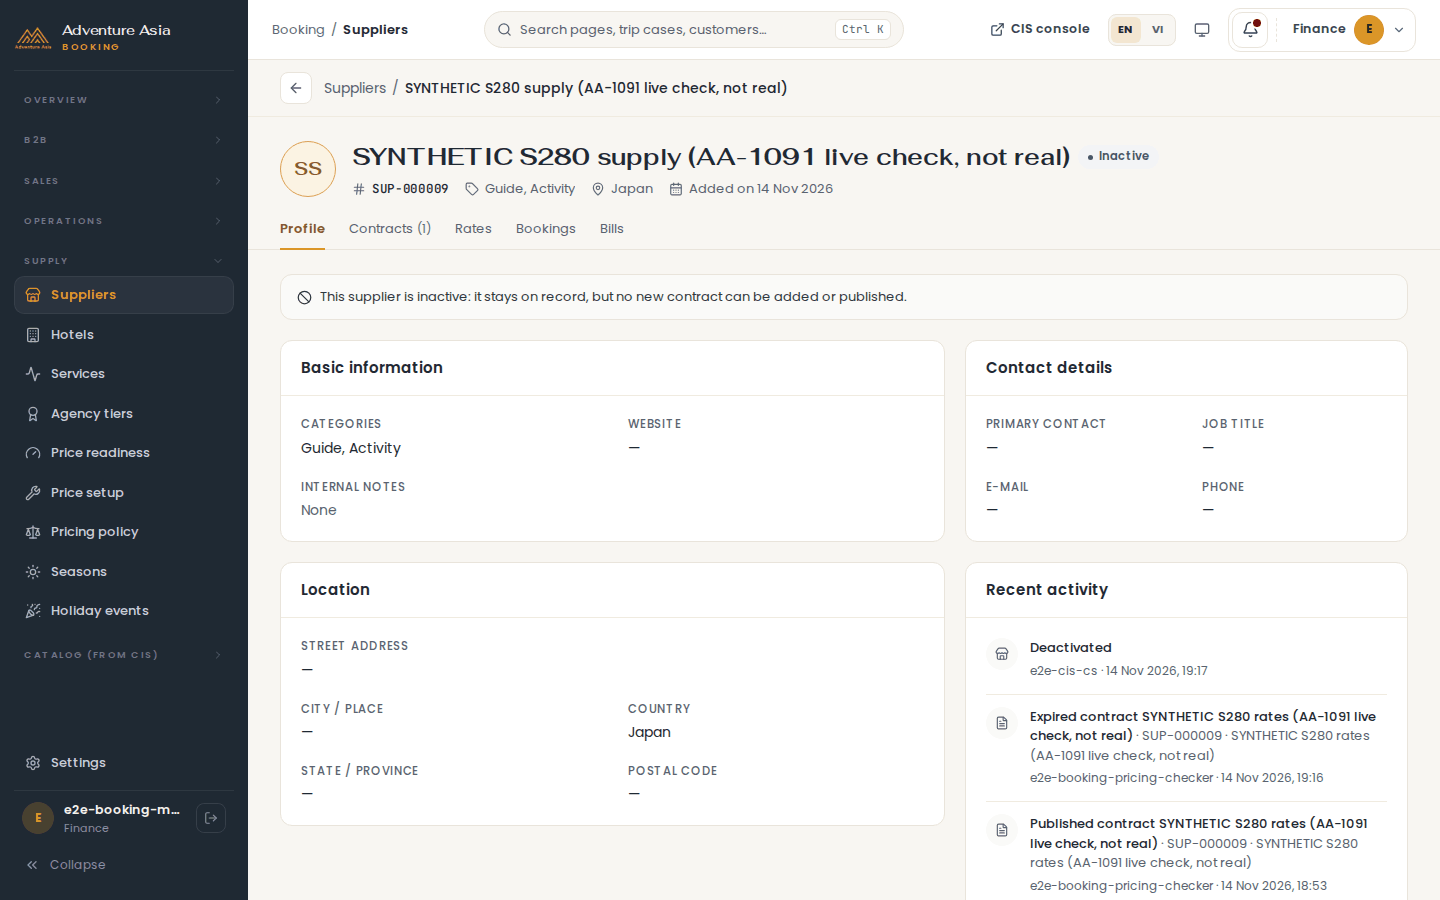 Adventure Asia
BOOKING
Adventure Asia
OVERVIEW
B2B
SALES
OPERATIONS
SUPPLY
Suppliers
Hotels
Services
Agency tiers
Price readiness
Price setup
Pricing policy
Seasons
Holiday events
CATALOG (FROM CIS)
Settings
E
e2e-booking-m...
Finance
Collapse
Booking / Suppliers
Search pages, trip cases, customers...
Ctrl K
CIS console
EN
VI
Finance
E
Suppliers / SYNTHETIC S280 supply (AA-1091 live check, not real)
SS
SYNTHETIC S280 supply (AA-1091 live check, not real)
Inactive
SUP-000009
Guide, Activity
Japan
Added on 14 Nov 2026
Profile
Contracts (1)
Rates
Bookings
Bills
This supplier is inactive: it stays on record, but no new contract can be added or published.
Basic information
CATEGORIES
WEBSITE
Guide, Activity
—
INTERNAL NOTES
None
Contact details
PRIMARY CONTACT
JOB TITLE
—
—
E-MAIL
PHONE
—
—
Location
STREET ADDRESS
—
CITY / PLACE
COUNTRY
—
Japan
STATE / PROVINCE
POSTAL CODE
—
—
Recent activity
Deactivated
e2e-cis-cs · 14 Nov 2026, 19:17
Expired contract SYNTHETIC S280 rates (AA-1091 live
check, not real) · SUP-000009 · SYNTHETIC S280 rates
(AA-1091 live check, not real)
e2e-booking-pricing-checker · 14 Nov 2026, 19:16
Published contract SYNTHETIC S280 rates (AA-1091
live check, not real) · SUP-000009 · SYNTHETIC S280
rates (AA-1091 live check, not real)
e2e-booking-pricing-checker · 14 Nov 2026, 18:53